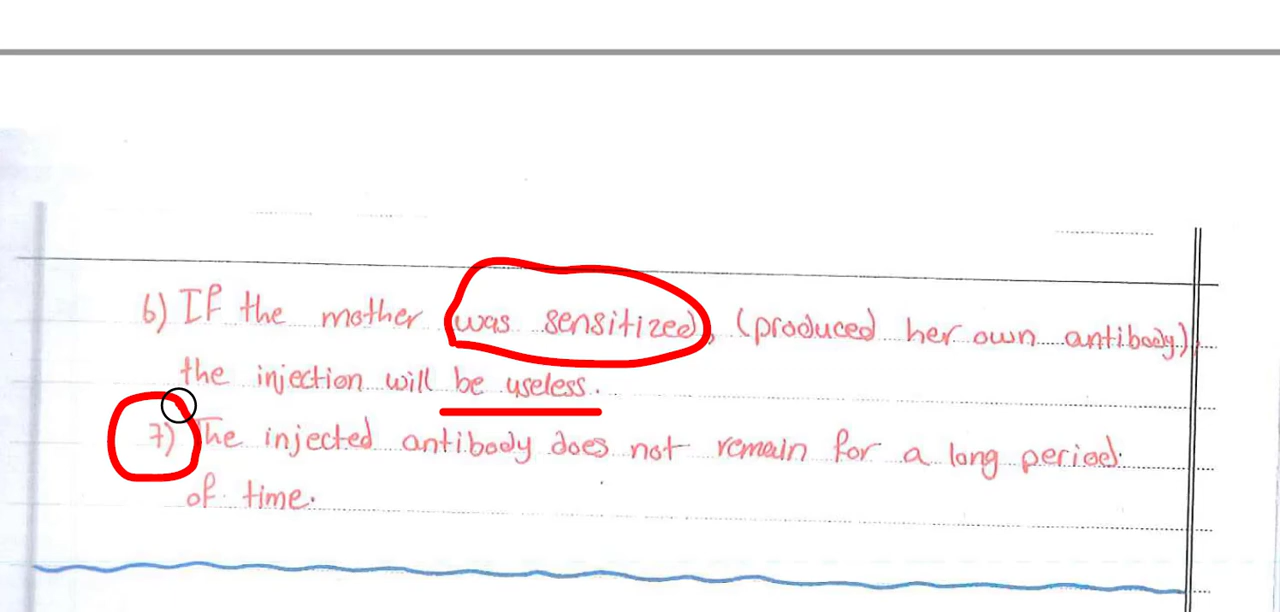 6) If the mother was sensitized, (produced her own antibody),
the injection will be useless.
7) The injected antibody does not remain for a long period
of time.